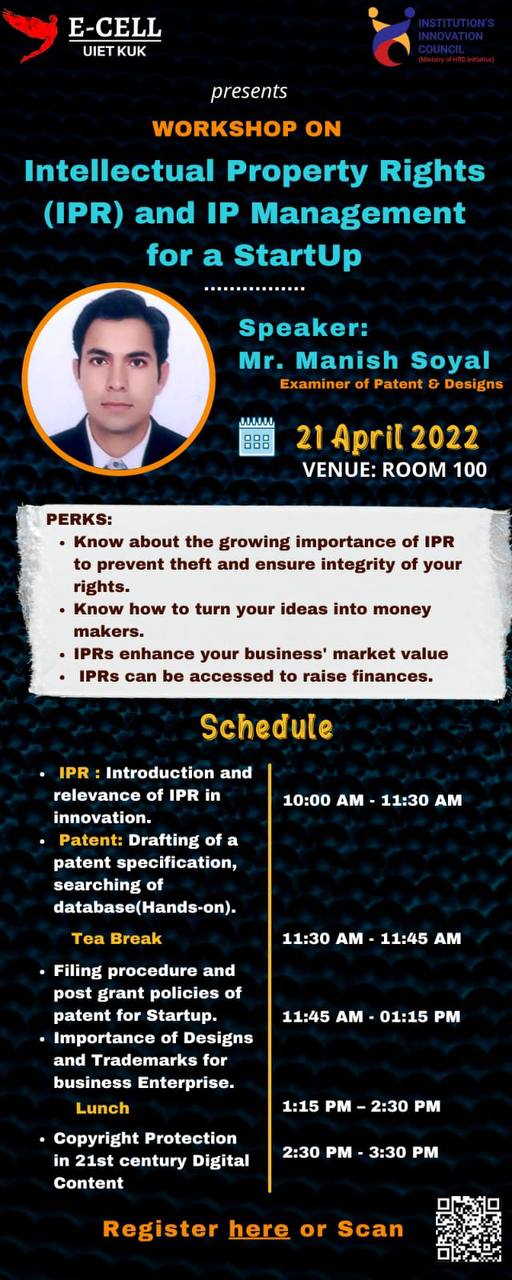 E-CELL
UIET KUK
INSTITUTION'S
INNOVATION
COUNCIL
(Ministry of HRD Initiative)
presents
WORKSHOP ON
Intellectual Property Rights
(IPR) and IP Management
for a StartUp
................
Speaker:
Mr. Manish Soyal
Examiner of Patent & Designs
21 April 2022
VENUE: ROOM 100
PERKS:
• Know about the growing importance of IPR
to prevent theft and ensure integrity of your
rights.
• Know how to turn your ideas into money
makers.
• IPRs enhance your business' market value
• IPRs can be accessed to raise finances.
Schedule
• IPR : Introduction and
relevance of IPR in
innovation.
10:00 AM - 11:30 AM
• Patent: Drafting of a
patent specification,
searching of
database(Hands-on).
Tea Break
11:30 AM - 11:45 AM
• Filing procedure and
post grant policies of
patent for Startup.
11:45 AM - 01:15 PM
• Importance of Designs
and Trademarks for
business Enterprise.
Lunch
1:15 PM – 2:30 PM
• Copyright Protection
in 21st century Digital
Content
2:30 PM - 3:30 PM
Register here or Scan